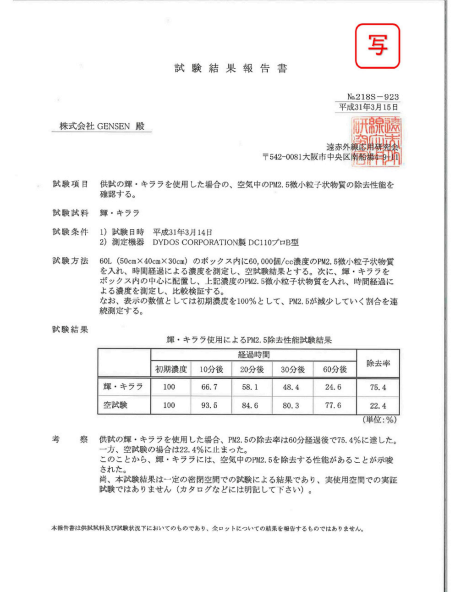 写
試験結果報告書
№218S－923
平成31年3月15日
株式会社 GENSEN 殿
遠赤外線応用研究会
〒542-0081大阪市中央区南船場
試験項目 供試の輝・キララを使用した場合の、空気中のPM2.5微小粒子状物質の除去性能を
確認する。
試験試料 輝・キララ
試験条件 1) 試験日時 平成31年3月14日
2) 測定機器 DYDOS CORPORATION製 DC110プロB型
試験方法 60L (50cm×40cm×30cm) のボックス内に60,000個/cc濃度のPM2.5微小粒子状物質
を入れ、時間経過による濃度を測定し、空試験結果とする。次に、輝・キララを
ボックス内の中心に配置し、上記濃度のPM2.5微小粒子状物質を入れ、時間経過に
よる濃度を測定し、比較検証する。
なお、表示の数値としては初期濃度を100%として、PM2.5が減少していく割合を連
続測定する。
試験結果
輝・キララ使用によるPM2.5除去性能試験結果
経過時間 除去率
初期濃度 10分後 20分後 30分後 60分後
輝・キララ 100 66.7 58.1 48.4 24.6 75.4
空試験 100 93.5 84.6 80.3 77.6 22.4
(単位:%)
考察 供試の輝・キララを使用した場合、PM2.5の除去率は60分経過後で75.4%に達した。
一方、空試験の場合は22.4%に止まった。
このことから、輝・キララには、空気中のPM2.5を除去する性能があることが示唆
された。
尚、本試験結果は一定の密閉空間での試験による結果であり、実使用空間での実証
試験ではありません（カタログなどには明記して下さい）。
本報告書は供試試料及び試験状況下においてのものであり、全ロットについての結果を報告するものではありません。